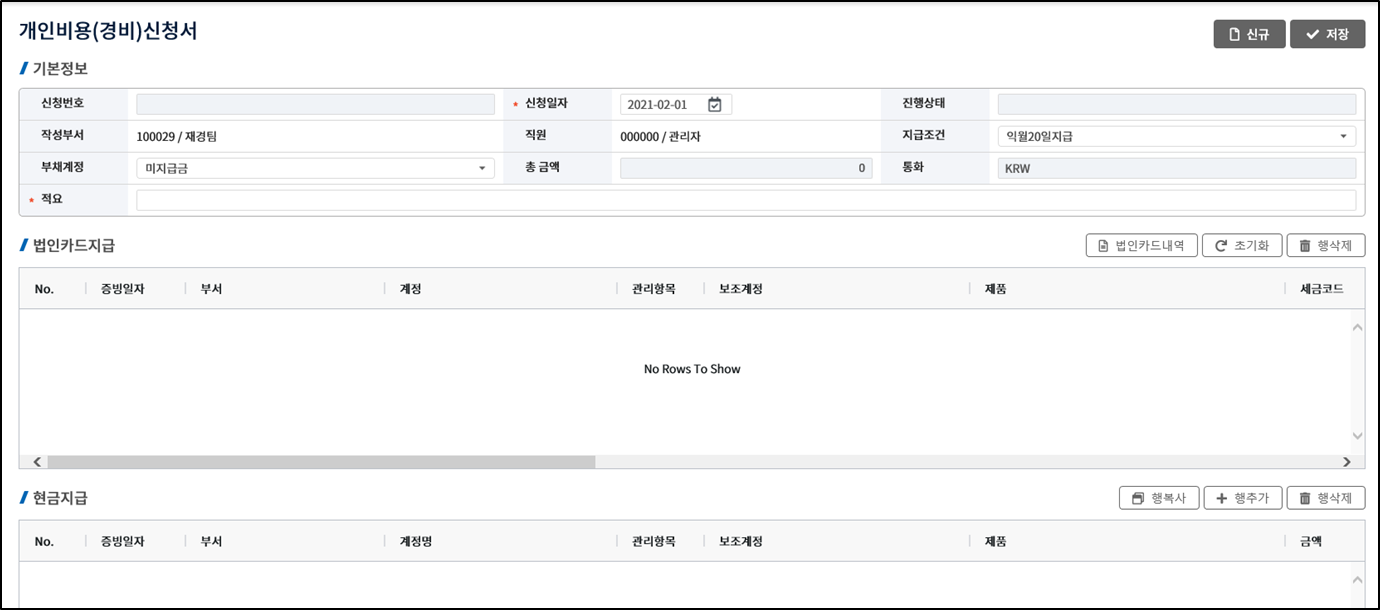 개인비용(경비)신청서
신규 저장
기본정보
신청번호 * 신청일자 2021-02-01 진행상태
작성부서 100029 / 재경팀 직원 000000 / 관리자 지급조건 익월20일지급
부채계정 미지급금 총 금액 0 통화 KRW
* 적요
법인카드지급 법인카드내역 초기화 행삭제
No. 증빙일자 부서 계정 관리항목 보조계정 제품 세금코드
No Rows To Show
현금지급 행복사 행추가 행삭제
No. 증빙일자 부서 계정명 관리항목 보조계정 제품 금액